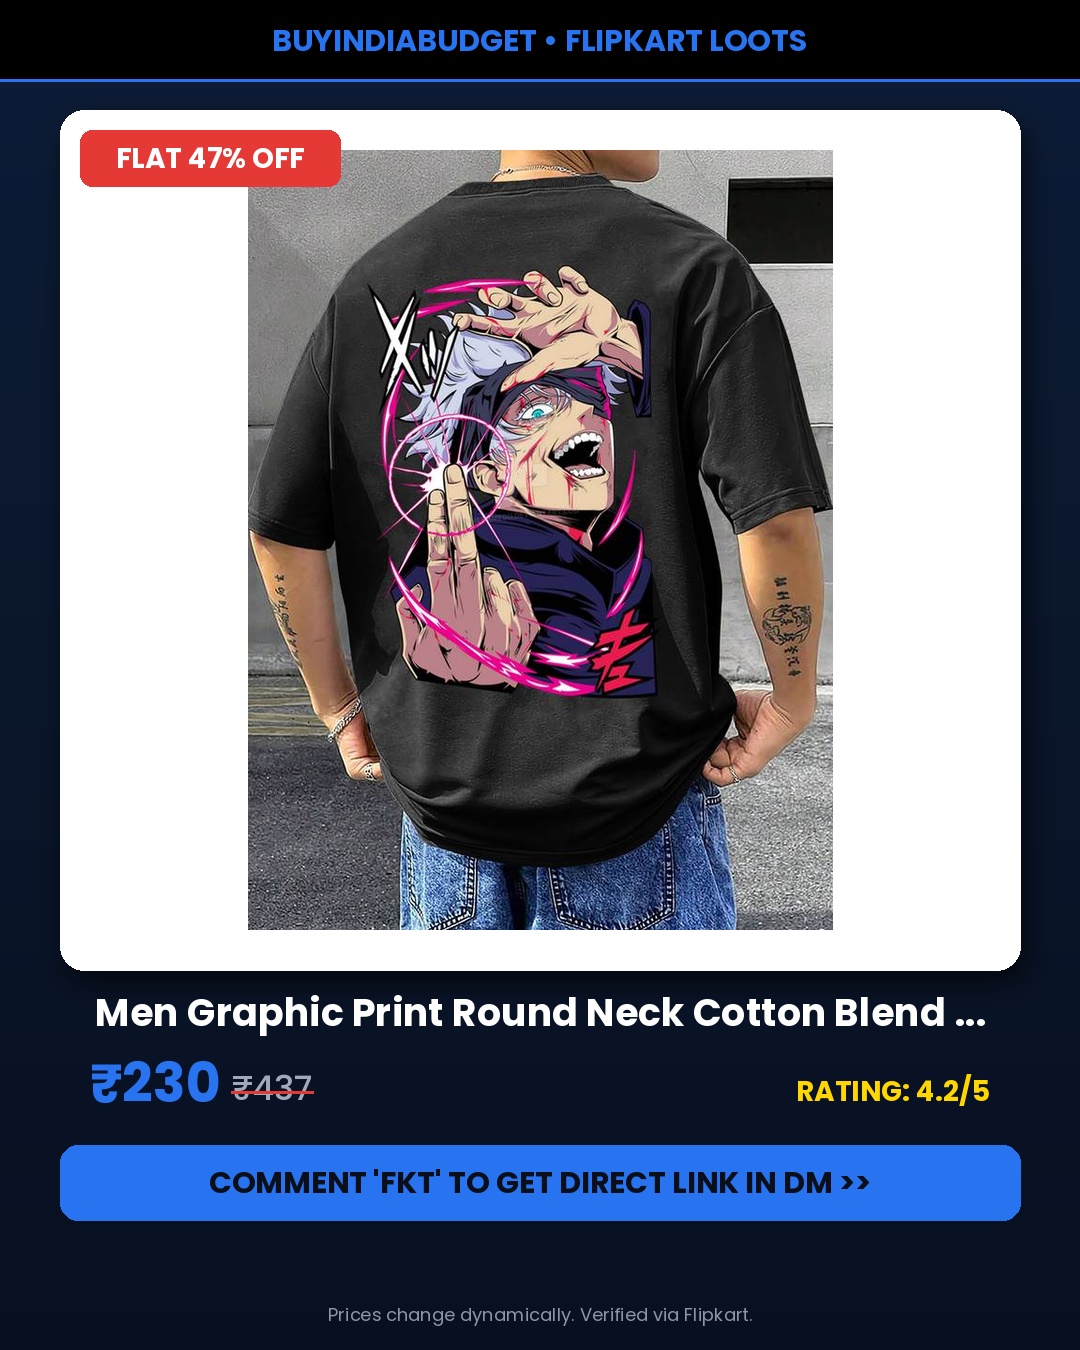 BUYINDIABUDGET • FLIPKART LOOTS
FLAT 47% OFF
Men Graphic Print Round Neck Cotton Blend ...
₹230 ₹437
RATING: 4.2/5
COMMENT 'FKT' TO GET DIRECT LINK IN DM >>
Prices change dynamically. Verified via Flipkart.